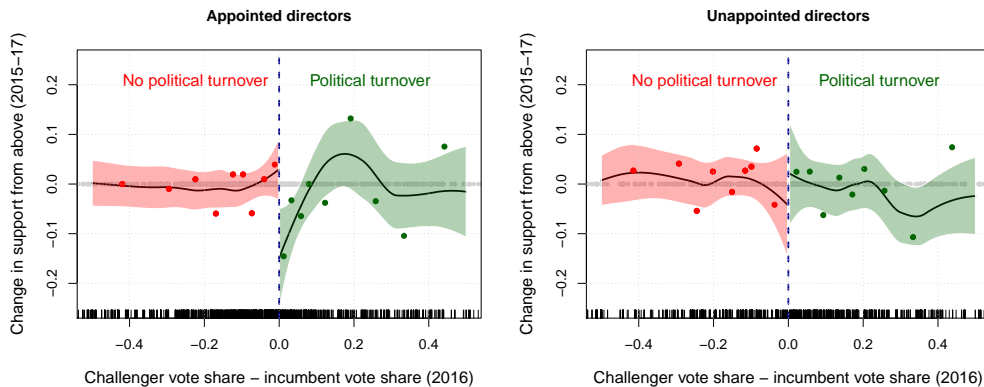 Appointed directors
Change in support from above (2015−17)
0.2
0.1
0.0
−0.1
−0.2
No political turnover
Political turnover
−0.4
−0.2
0.0
0.2
0.4
Challenger vote share − incumbent vote share (2016)
Unappointed directors
Change in support from above (2015−17)
0.2
0.1
0.0
−0.1
−0.2
No political turnover
Political turnover
−0.4
−0.2
0.0
0.2
0.4
Challenger vote share − incumbent vote share (2016)